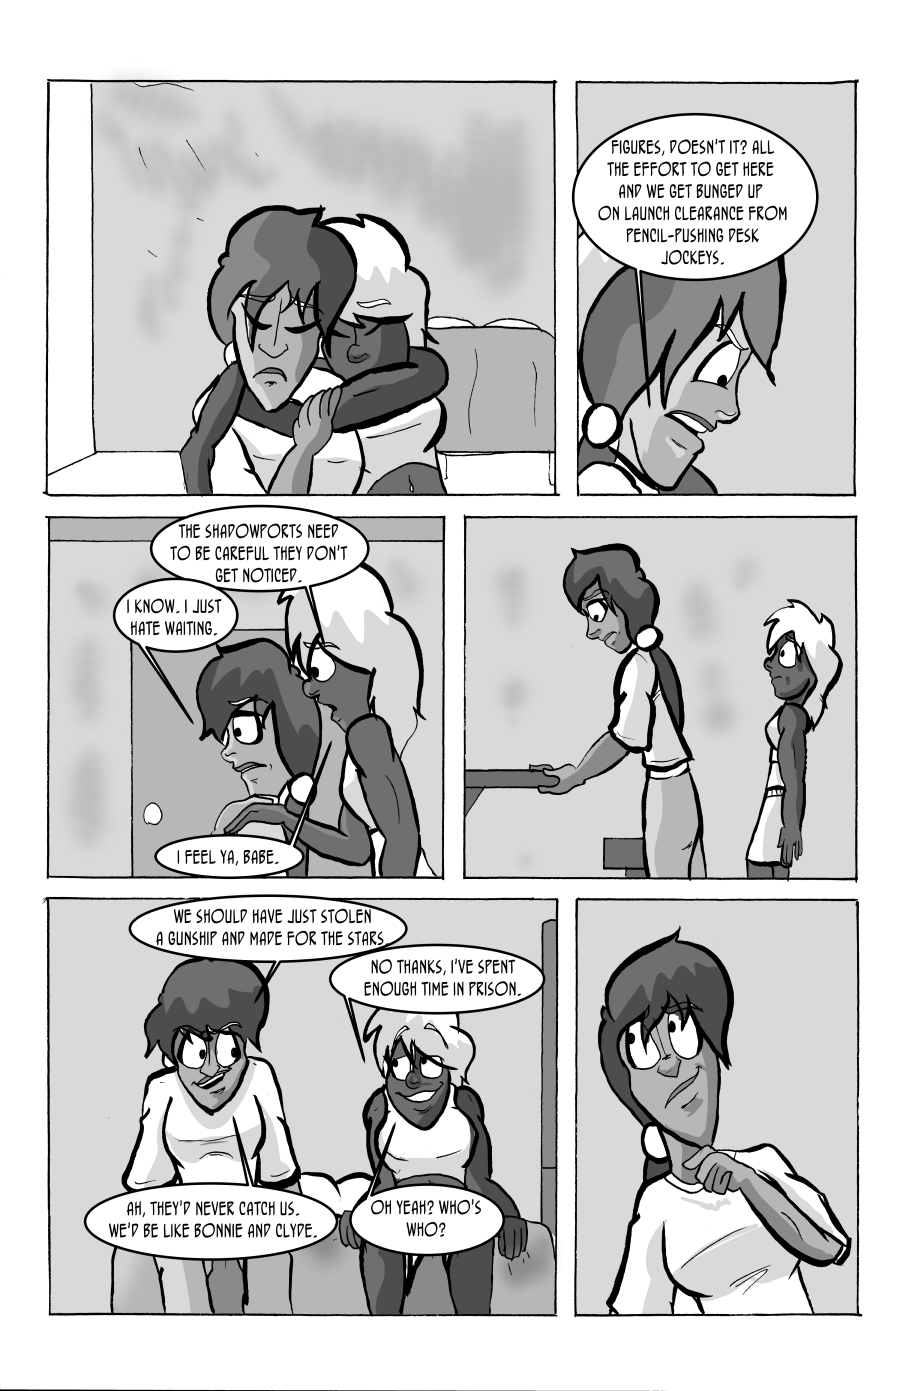 FIGURES, DOESN'T IT? ALL
THE EFFORT TO GET HERE
AND WE GET BUNGED UP
ON LAUNCH CLEARANCE FROM
PENCIL-PUSHING DESK
JOCKEYS.
THE SHADOWPORTS NEED
TO BE CAREFUL THEY DON'T
GET NOTICED.
I KNOW. I JUST
HATE WAITING.
I FEEL YA, BABE.
WE SHOULD HAVE JUST STOLEN
A GUNSHIP AND MADE FOR THE STARS
NO THANKS, I'VE SPENT
ENOUGH TIME IN PRISON.
AH, THEY'D NEVER CATCH US.
WE'D BE LIKE BONNIE AND CLYDE.
OH YEAH? WHO'S
WHO?